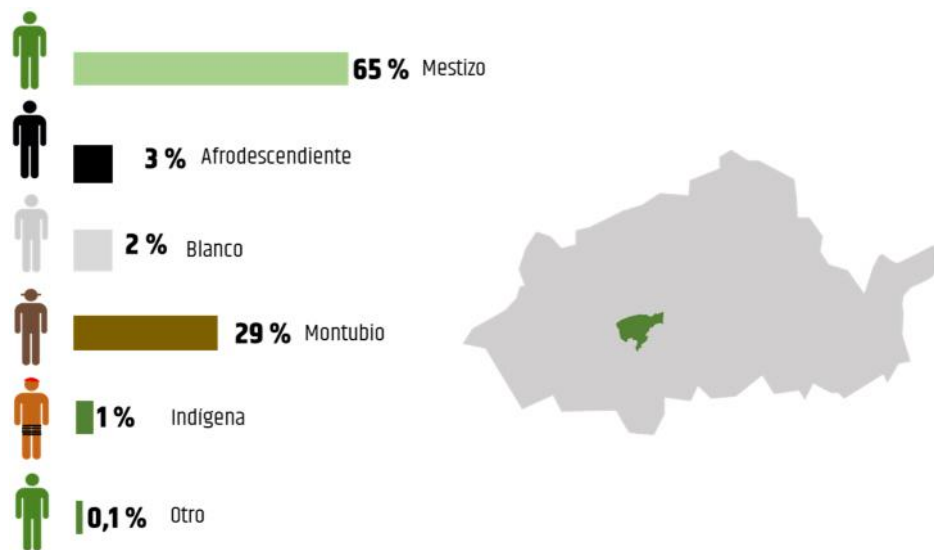 65 % Mestizo
3 % Afrodescendiente
2 % Blanco
29 % Montubio
1 % Indígena
0,1 % Otro